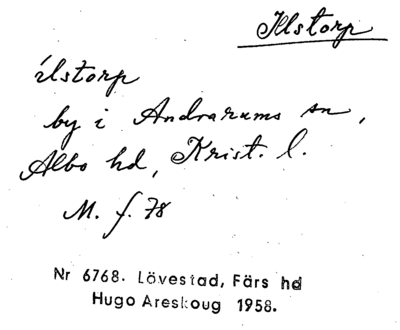 Ilstorp
ílstorp
by i Andrarums sn,
Albo hd, Krist. l.
M. f. 78
Nr 6768. Lövestad, Färs hd
Hugo Areskoug 1958.